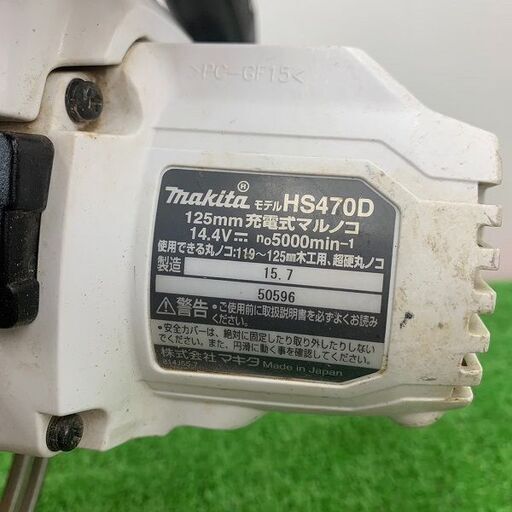 >PC-GF15<
makita® モデル HS470D
125mm 充電式マルノコ
14.4V⎓ n₀5000min-1
使用できる丸ノコ:119～125㎜木工用、超硬丸ノコ
製造 15.7
50596
⚠警告・ご使用前に取扱説明書を必ずよくお読み
ください。
・安全カバーは、絶対に固定したり取り外したりしない
でください。また、円滑に動く事を確認してください。
株式会社マキタ Made in Japan